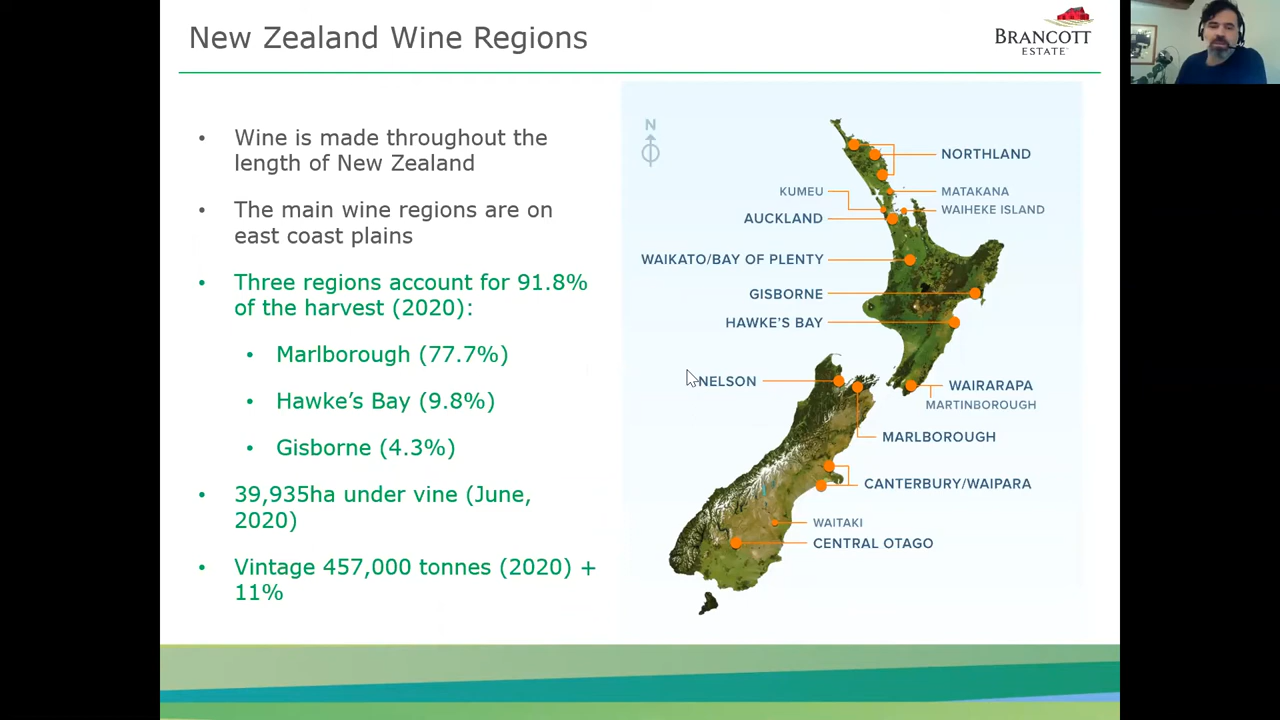 New Zealand Wine Regions
BRANCOTT
ESTATE
• Wine is made throughout the
length of New Zealand
• The main wine regions are on
east coast plains
• Three regions account for 91.8%
of the harvest (2020):
• Marlborough (77.7%)
• Hawke’s Bay (9.8%)
• Gisborne (4.3%)
• 39,935ha under vine (June,
2020)
• Vintage 457,000 tonnes (2020) +
11%
N
NORTHLAND
KUMEU
MATAKANA
AUCKLAND
WAIHEKE ISLAND
WAIKATO/BAY OF PLENTY
GISBORNE
HAWKE’S BAY
NELSON
WAIRARAPA
MARTINBOROUGH
MARLBOROUGH
CANTERBURY/WAIPARA
WAITAKI
CENTRAL OTAGO